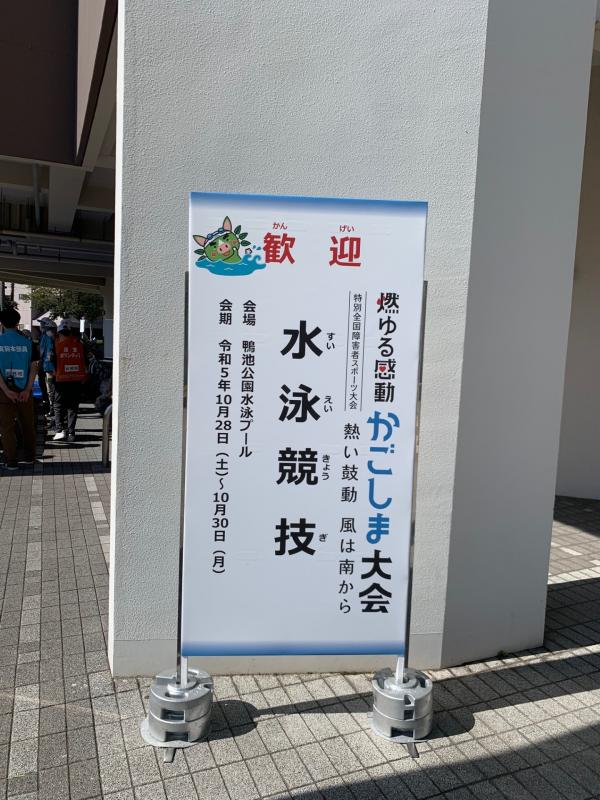 かんげい
歓迎
燃ゆる感動かごしま大会
特別全国障害者スポーツ大会
熱い鼓動 風は南から
水泳競技
すいえいきょうぎ
会場 鴨池公園水泳プール
会期 令和5年10月28日（土）～10月30日（月）